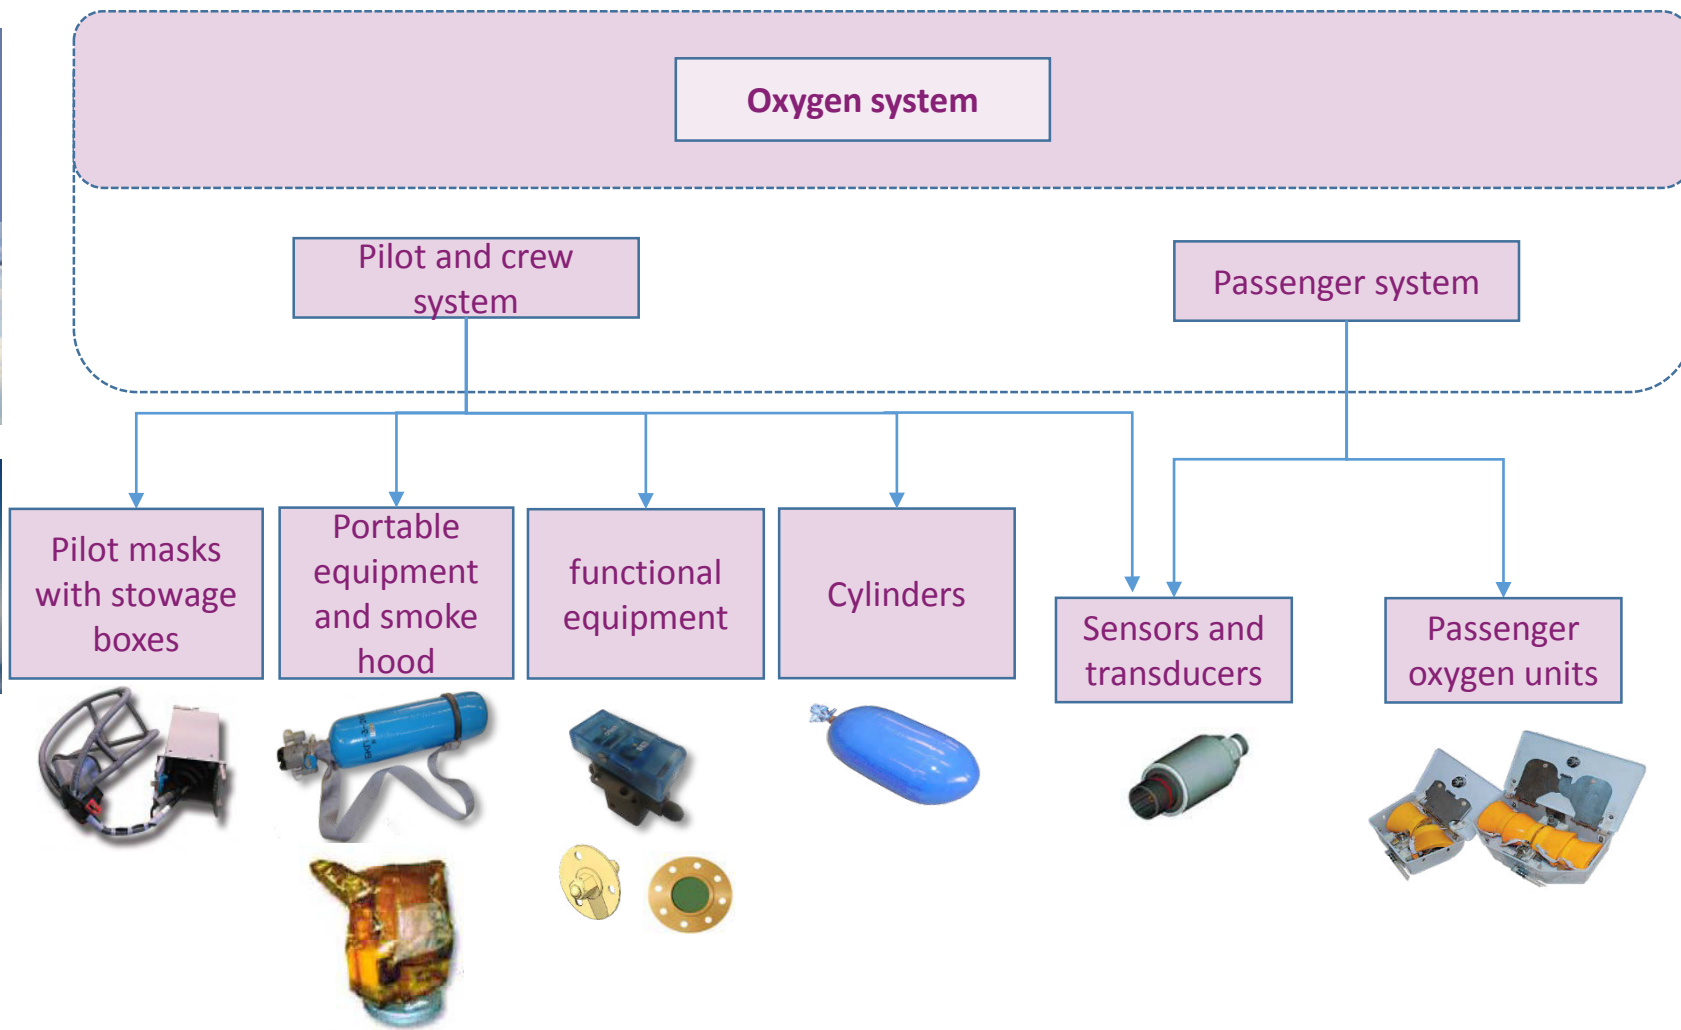 Oxygen system
Pilot and crew
system
Passenger system
Pilot masks
with stowage
boxes
Portable
equipment
and smoke
hood
functional
equipment
Cylinders
Sensors and
transducers
Passenger
oxygen units